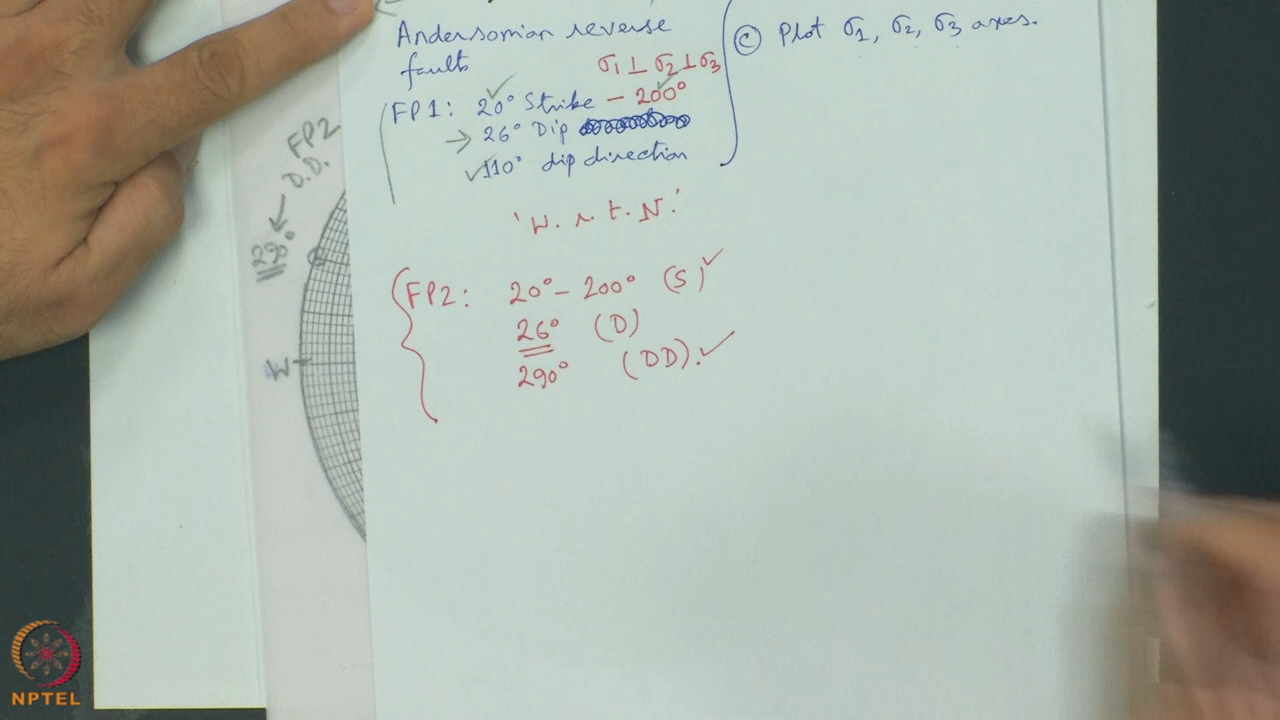 Andersonian reverse
faults
σ1 ⊥ σ2 ⊥ σ3
FP1: 20° Strike – 200°
→ 26° Dip
110° dip direction
'W. r. t. N.'
FP2: 20° – 200° (S)
26° (D)
290° (DD).
© Plot σ1, σ2, σ3 axes.
FP2
D.D.
290°
W
NPTEL